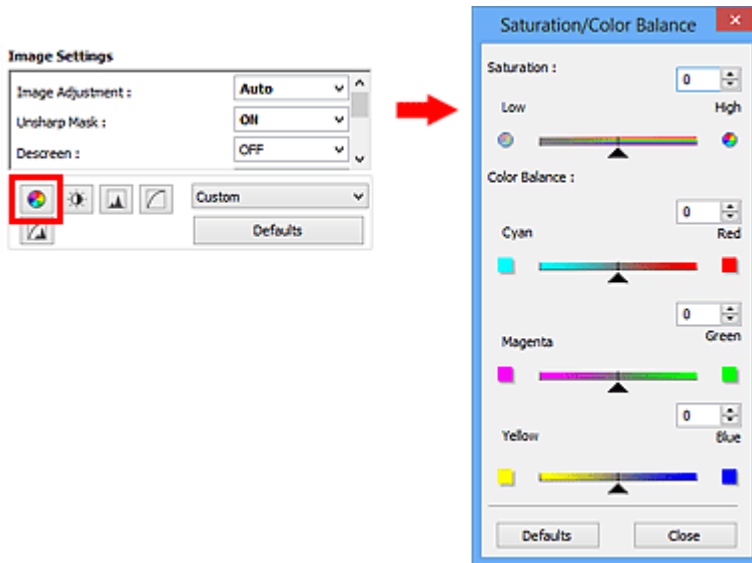 Image Settings
Image Adjustment :
Auto
Unsharp Mask :
ON
Descreen :
OFF
Custom
Defaults
Saturation/Color Balance
Saturation :
0
Low
High
Color Balance :
0
Cyan
Red
0
Magenta
Green
0
Yellow
Blue
Defaults
Close